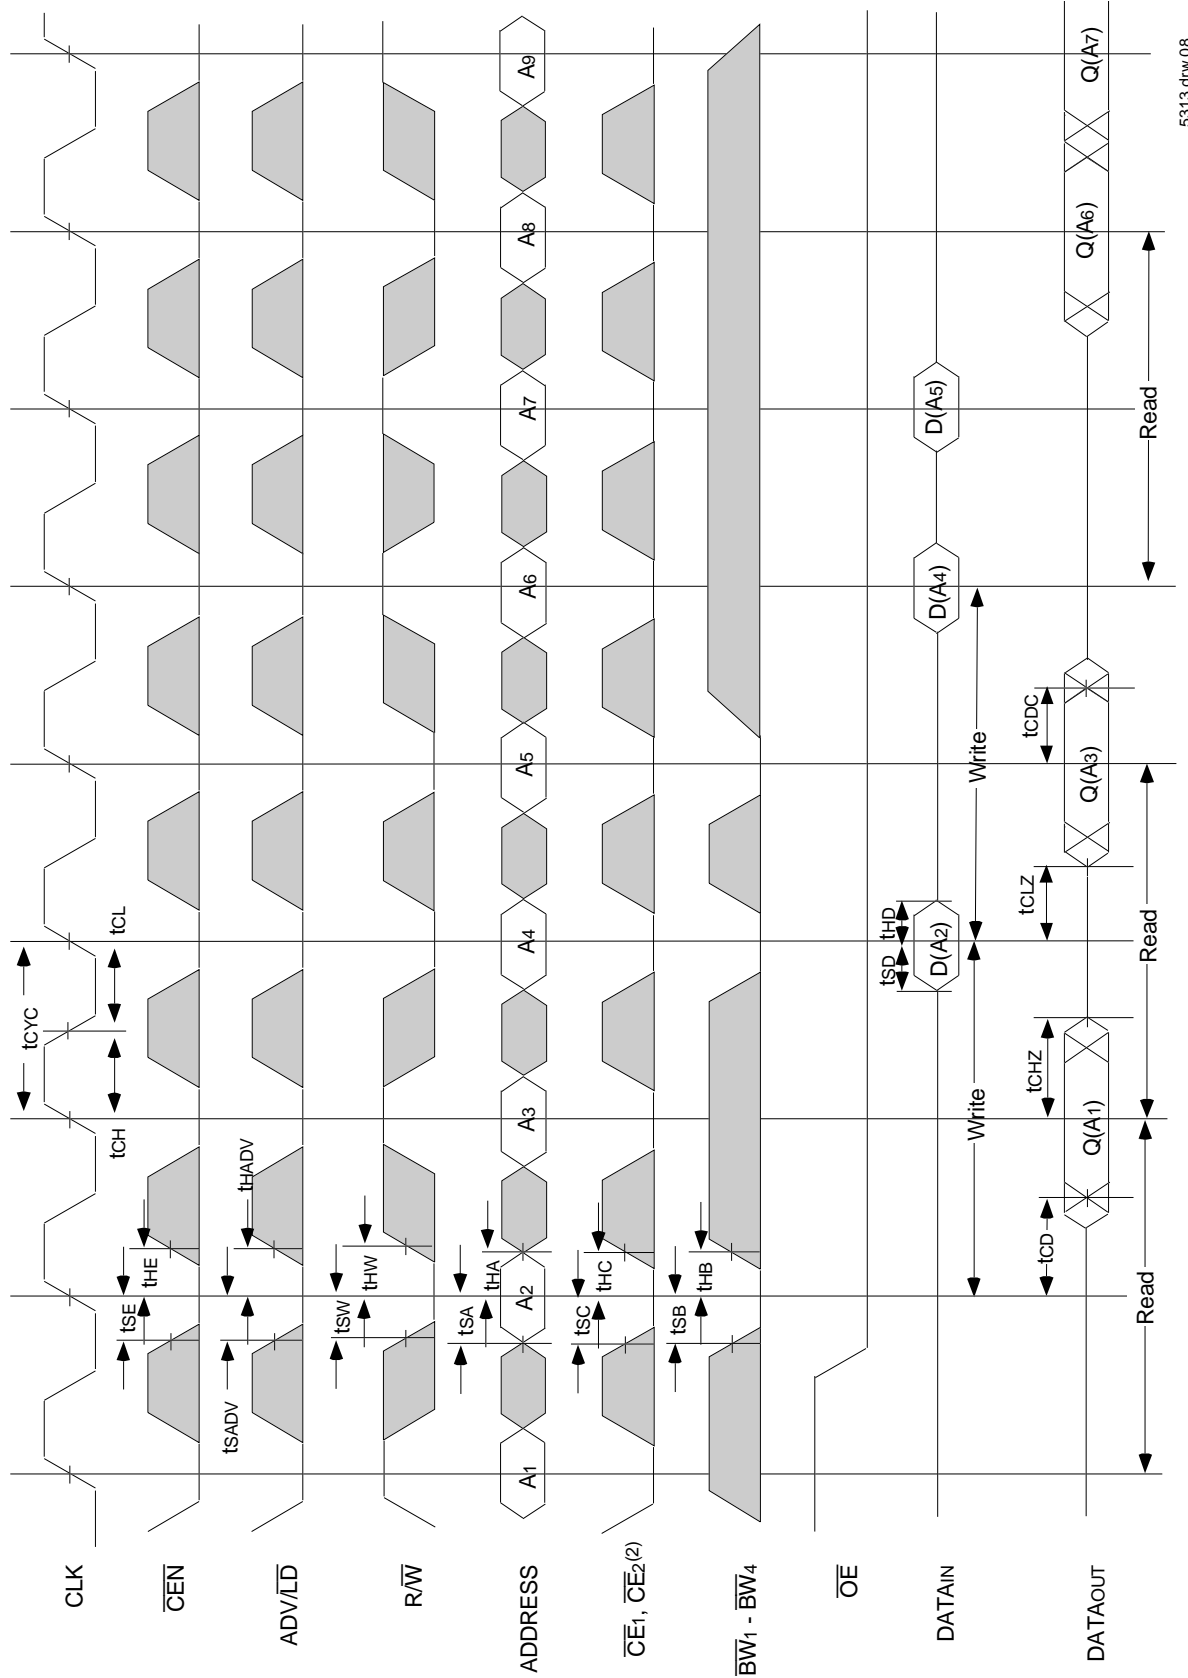 tCYC
tCH
tCL
CLK
tSE
tHE
CEN
tSADV
tHADV
ADV/LD
tSW
tHW
R/W
tSA
tHA
ADDRESS
A1
A2
A3
A4
A5
A6
A7
A8
A9
tSC
tHC
CE1, CE2(2)
tSB
tHB
BW1 - BW4
OE
tSD
tHD
DATAIN
D(A2)
D(A4)
D(A5)
Write
Write
tCD
tCHZ
tCLZ
tCDC
DATAOUT
Q(A1)
Q(A3)
Q(A6)
Q(A7)
Read
Read
Read
5313 drw 08